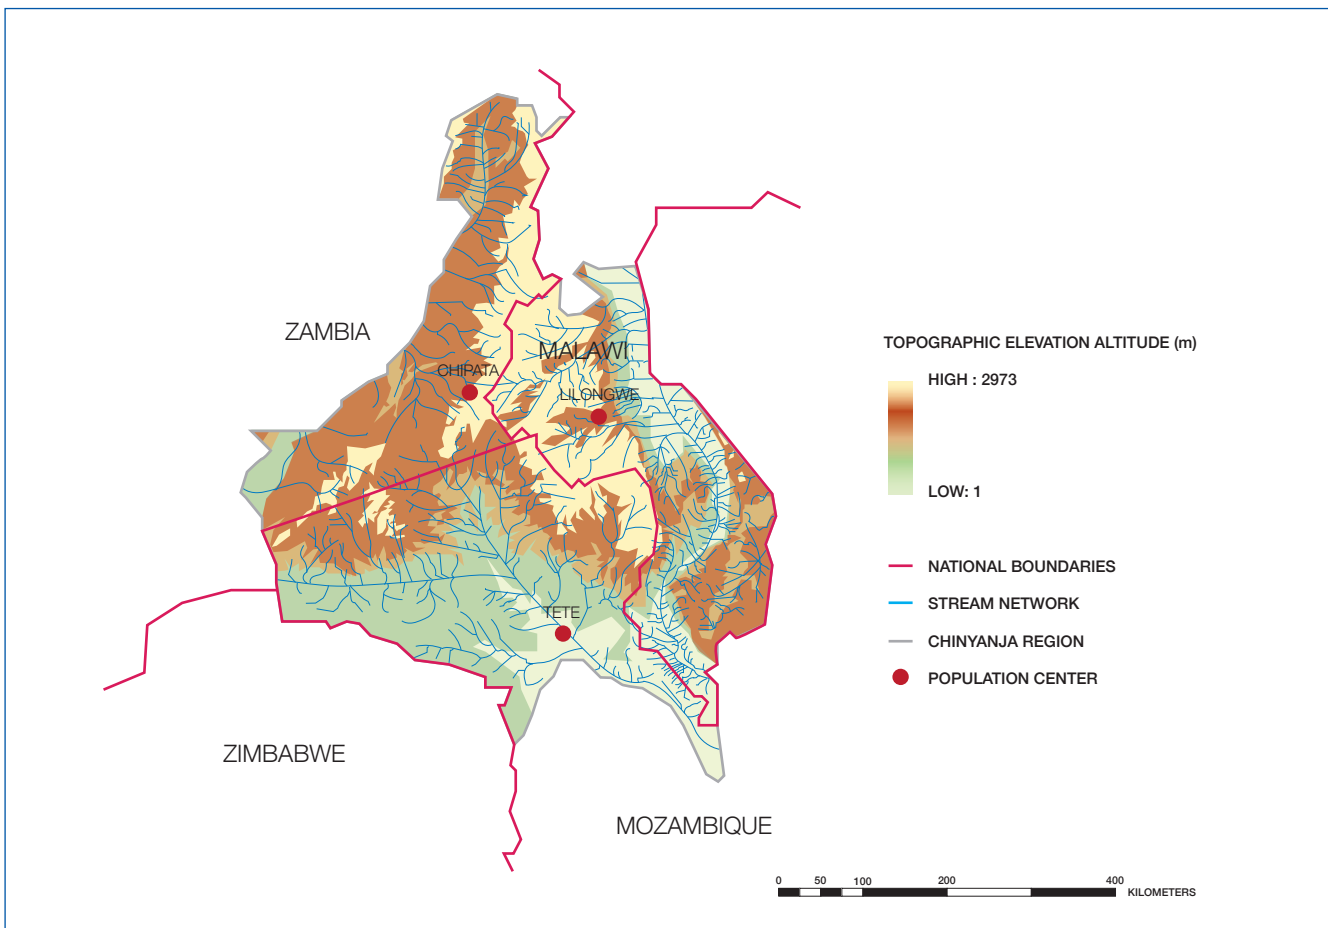 ZAMBIA
MALAWI
CHIPATA
LILONGWE
TETE
ZIMBABWE
MOZAMBIQUE
TOPOGRAPHIC ELEVATION ALTITUDE (m)
HIGH : 2973
LOW: 1
NATIONAL BOUNDARIES
STREAM NETWORK
CHINYANJA REGION
POPULATION CENTER
0 50 100 200 400
KILOMETERS